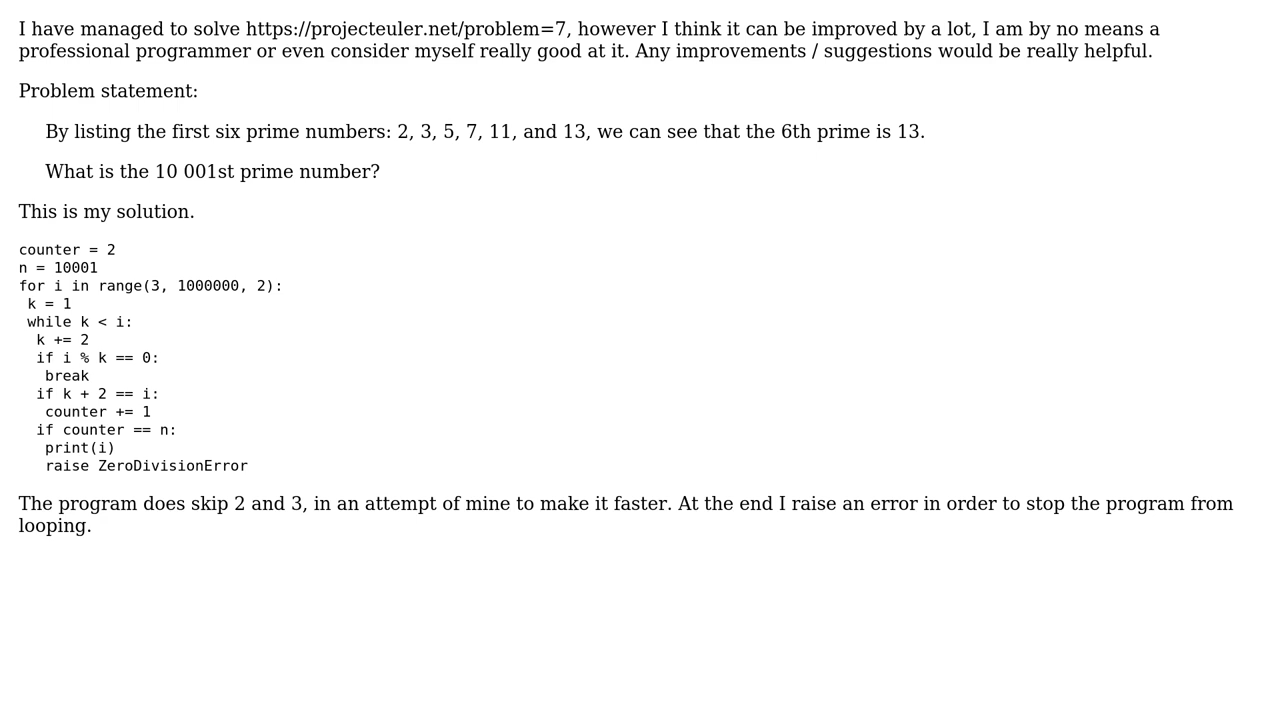 I have managed to solve https://projecteuler.net/problem=7, however I think it can be improved by a lot, I am by no means a
professional programmer or even consider myself really good at it. Any improvements / suggestions would be really helpful.
Problem statement:
By listing the first six prime numbers: 2, 3, 5, 7, 11, and 13, we can see that the 6th prime is 13.
What is the 10 001st prime number?
This is my solution.
counter = 2
n = 10001
for i in range(3, 1000000, 2):
 k = 1
 while k < i:
  k += 2
  if i % k == 0:
   break
  if k + 2 == i:
   counter += 1
  if counter == n:
   print(i)
   raise ZeroDivisionError
The program does skip 2 and 3, in an attempt of mine to make it faster. At the end I raise an error in order to stop the program from
looping.